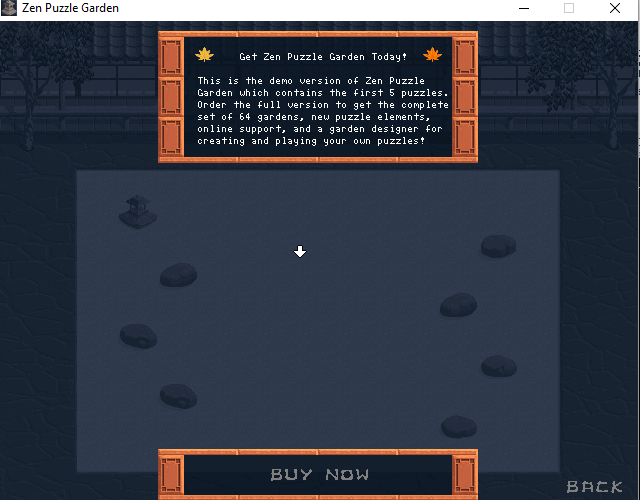 Zen Puzzle Garden
Get Zen Puzzle Garden Today!
This is the demo version of Zen Puzzle
Garden which contains the first 5 puzzles.
Order the full version to get the complete
set of 64 gardens, new puzzle elements,
online support, and a garden designer for
creating and playing your own puzzles!
BUY NOW
BACK